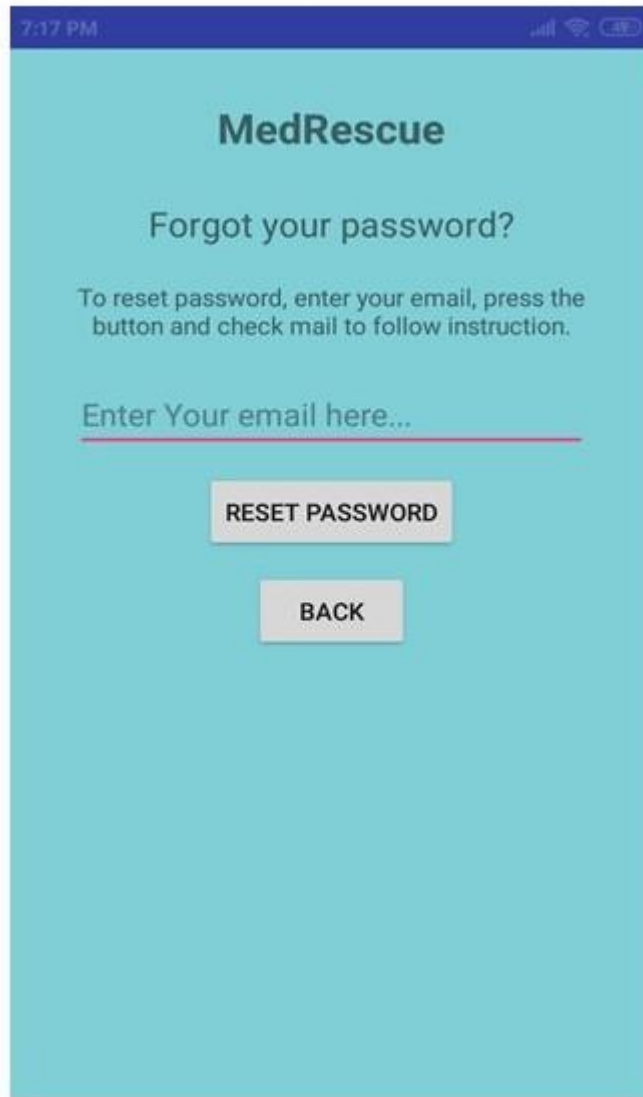 7:17 PM
49
MedRescue
Forgot your password?
To reset password, enter your email, press the
button and check mail to follow instruction.
Enter Your email here...
RESET PASSWORD
BACK